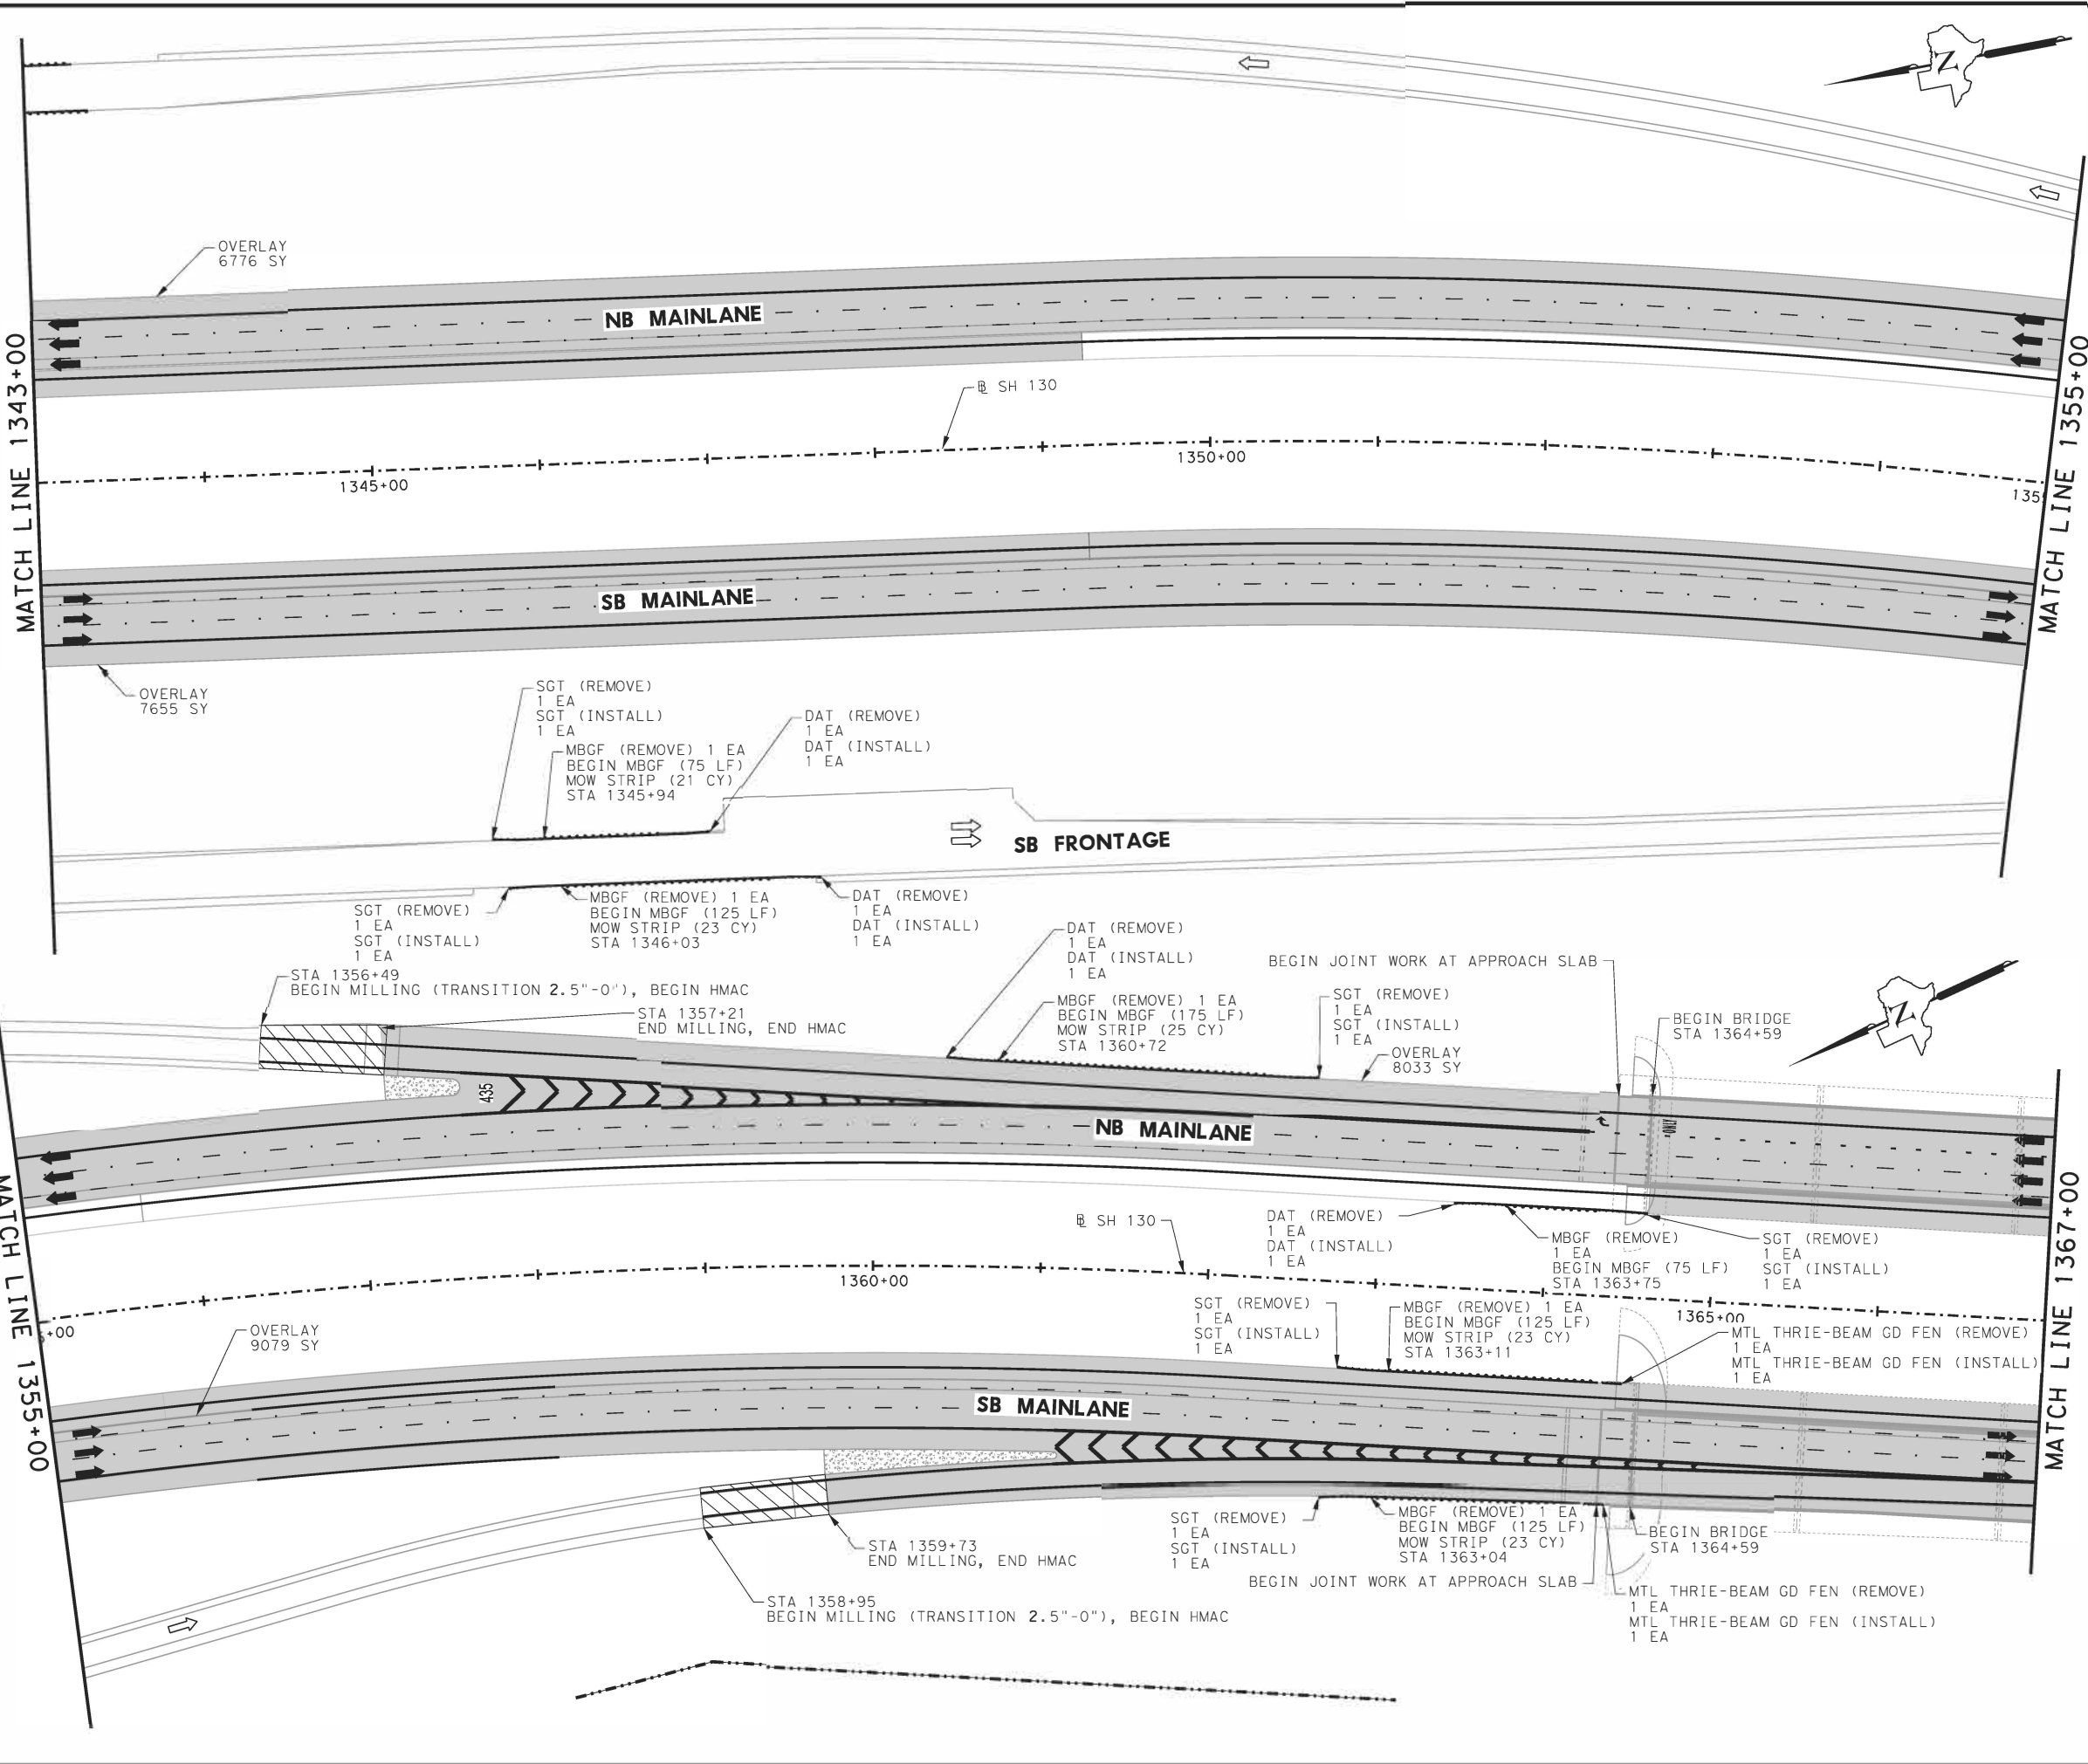 Z
OVERLAY
6776 SY
NB MAINLANE
MATCH LINE 1343+00
MATCH LINE 1355+00
BL SH 130
1345+00
1350+00
135
SB MAINLANE
OVERLAY
7655 SY
SGT (REMOVE)
1 EA
SGT (INSTALL)
1 EA
MBGF (REMOVE) 1 EA
BEGIN MBGF (75 LF)
MOW STRIP (21 CY)
STA 1345+94
DAT (REMOVE)
1 EA
DAT (INSTALL)
1 EA
SB FRONTAGE
SGT (REMOVE)
1 EA
SGT (INSTALL)
1 EA
MBGF (REMOVE) 1 EA
BEGIN MBGF (125 LF)
MOW STRIP (23 CY)
STA 1346+03
DAT (REMOVE)
1 EA
DAT (INSTALL)
1 EA
STA 1356+49
BEGIN MILLING (TRANSITION 2.5"-0"), BEGIN HMAC
STA 1357+21
END MILLING, END HMAC
DAT (REMOVE)
1 EA
DAT (INSTALL)
1 EA
MBGF (REMOVE) 1 EA
BEGIN MBGF (175 LF)
MOW STRIP (25 CY)
STA 1360+72
BEGIN JOINT WORK AT APPROACH SLAB
SGT (REMOVE)
1 EA
SGT (INSTALL)
1 EA
OVERLAY
8033 SY
BEGIN BRIDGE
STA 1364+59
Z
435
NB MAINLANE
ONLY
MATCH LINE 1355+00
MATCH LINE 1367+00
BL SH 130
DAT (REMOVE)
1 EA
DAT (INSTALL)
1 EA
MBGF (REMOVE)
1 EA
BEGIN MBGF (75 LF)
STA 1363+75
SGT (REMOVE)
1 EA
SGT (INSTALL)
1 EA
+00
1360+00
1365+00
OVERLAY
9079 SY
SGT (REMOVE)
1 EA
SGT (INSTALL)
1 EA
MBGF (REMOVE) 1 EA
BEGIN MBGF (125 LF)
MOW STRIP (23 CY)
STA 1363+11
MTL THRIE-BEAM GD FEN (REMOVE)
1 EA
MTL THRIE-BEAM GD FEN (INSTALL)
1 EA
SB MAINLANE
STA 1359+73
END MILLING, END HMAC
STA 1358+95
BEGIN MILLING (TRANSITION 2.5"-0"), BEGIN HMAC
SGT (REMOVE)
1 EA
SGT (INSTALL)
1 EA
MBGF (REMOVE) 1 EA
BEGIN MBGF (125 LF)
MOW STRIP (23 CY)
STA 1363+04
BEGIN JOINT WORK AT APPROACH SLAB
BEGIN BRIDGE
STA 1364+59
MTL THRIE-BEAM GD FEN (REMOVE)
1 EA
MTL THRIE-BEAM GD FEN (INSTALL)
1 EA